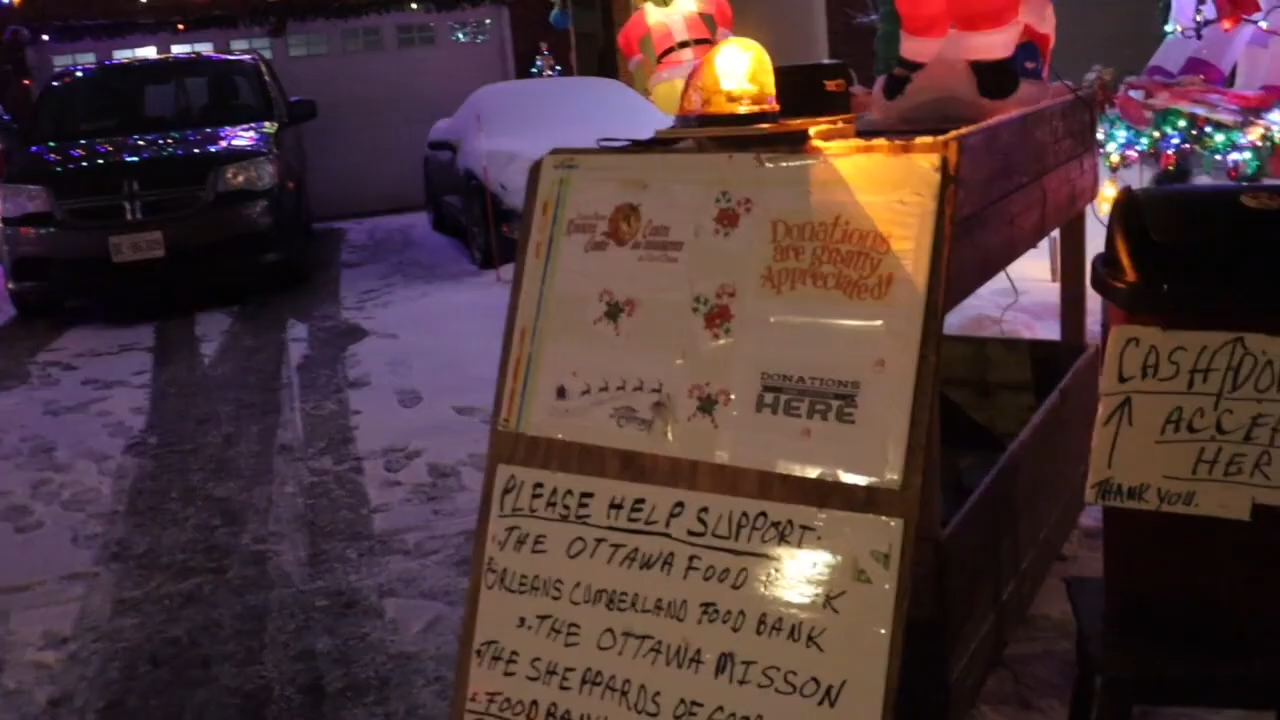 Donations
are greatly
Appreciated!
DONATIONS
HERE
PLEASE HELP SUPPORT:
THE OTTAWA FOOD
ORLEANS CUMBERLAND FOOD BANK
3. THE OTTAWA MISSON
THE SHEPPARDS OF
FOOD
CASH
ACCE
HER
THANK YOU.